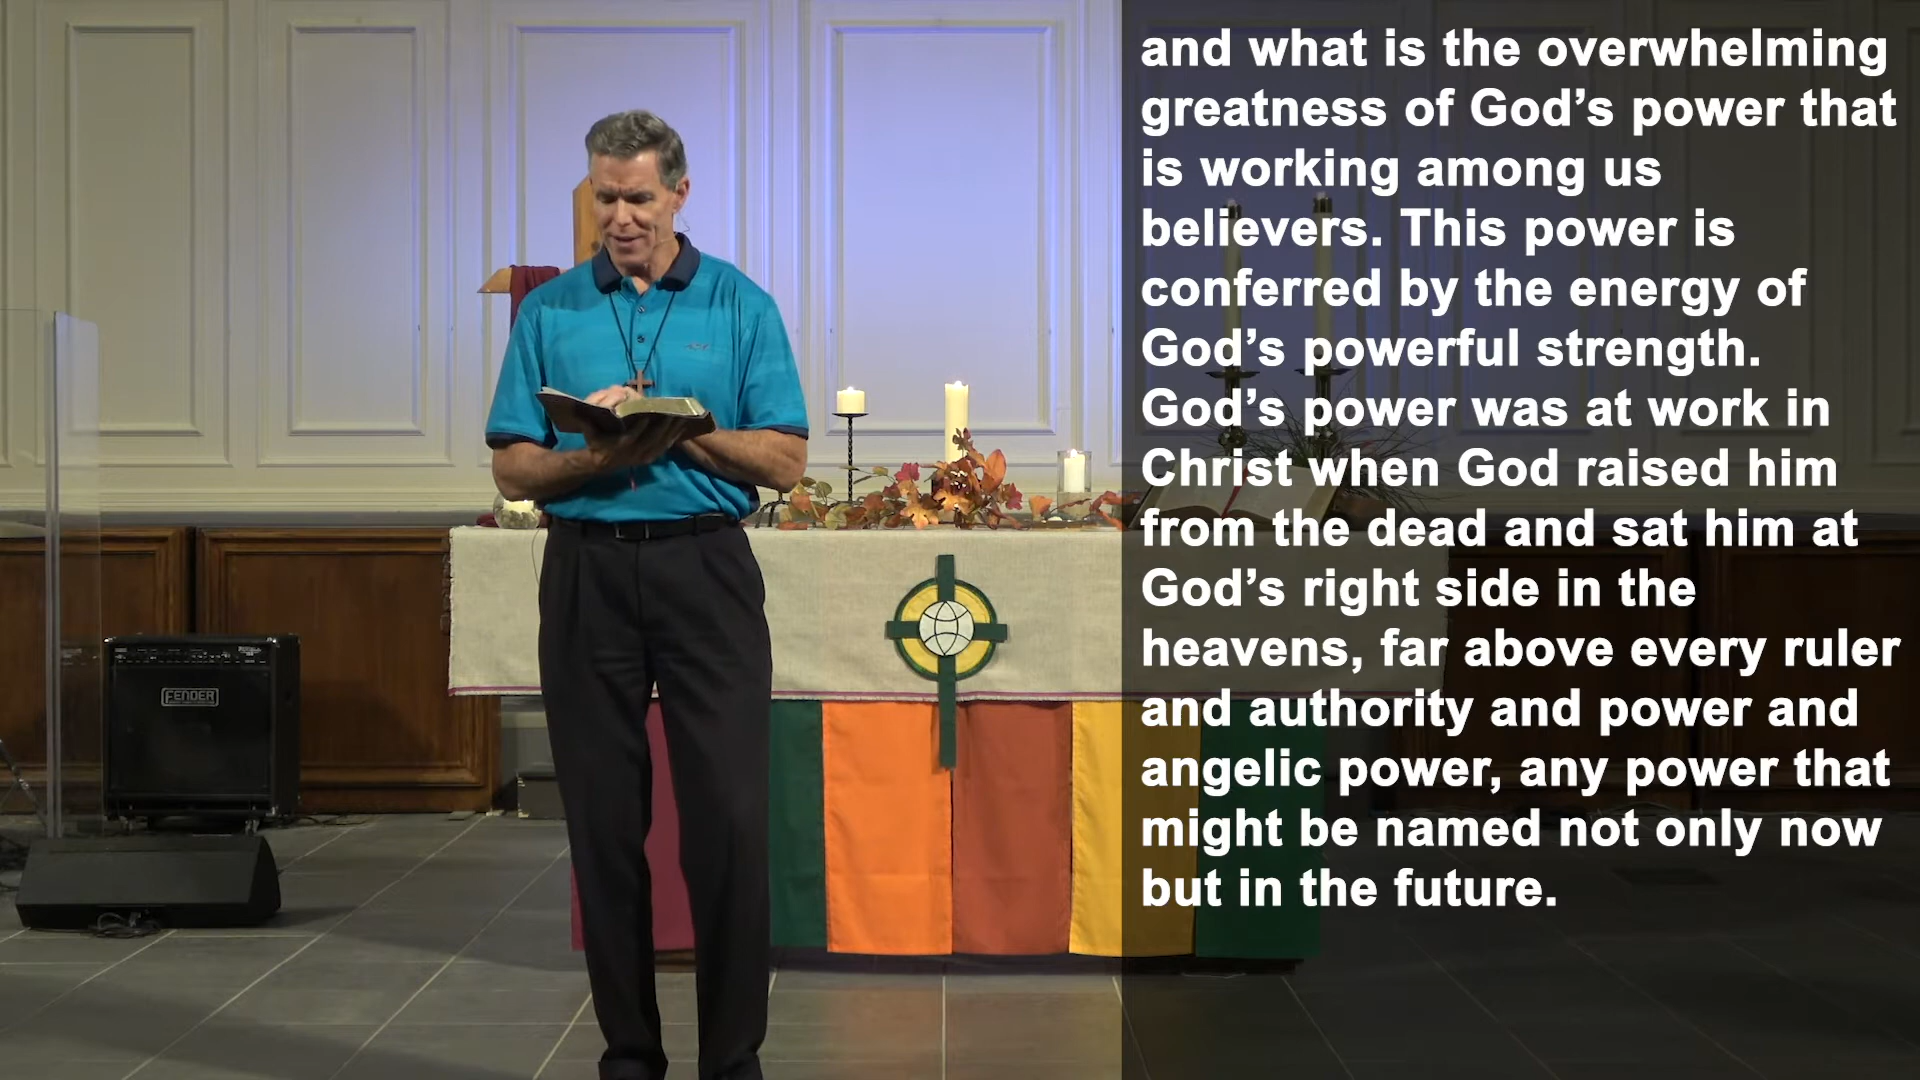 and what is the overwhelming
greatness of God’s power that
is working among us
believers. This power is
conferred by the energy of
God’s powerful strength.
God’s power was at work in
Christ when God raised him
from the dead and sat him at
God’s right side in the
heavens, far above every ruler
and authority and power and
angelic power, any power that
might be named not only now
but in the future.
FENDER